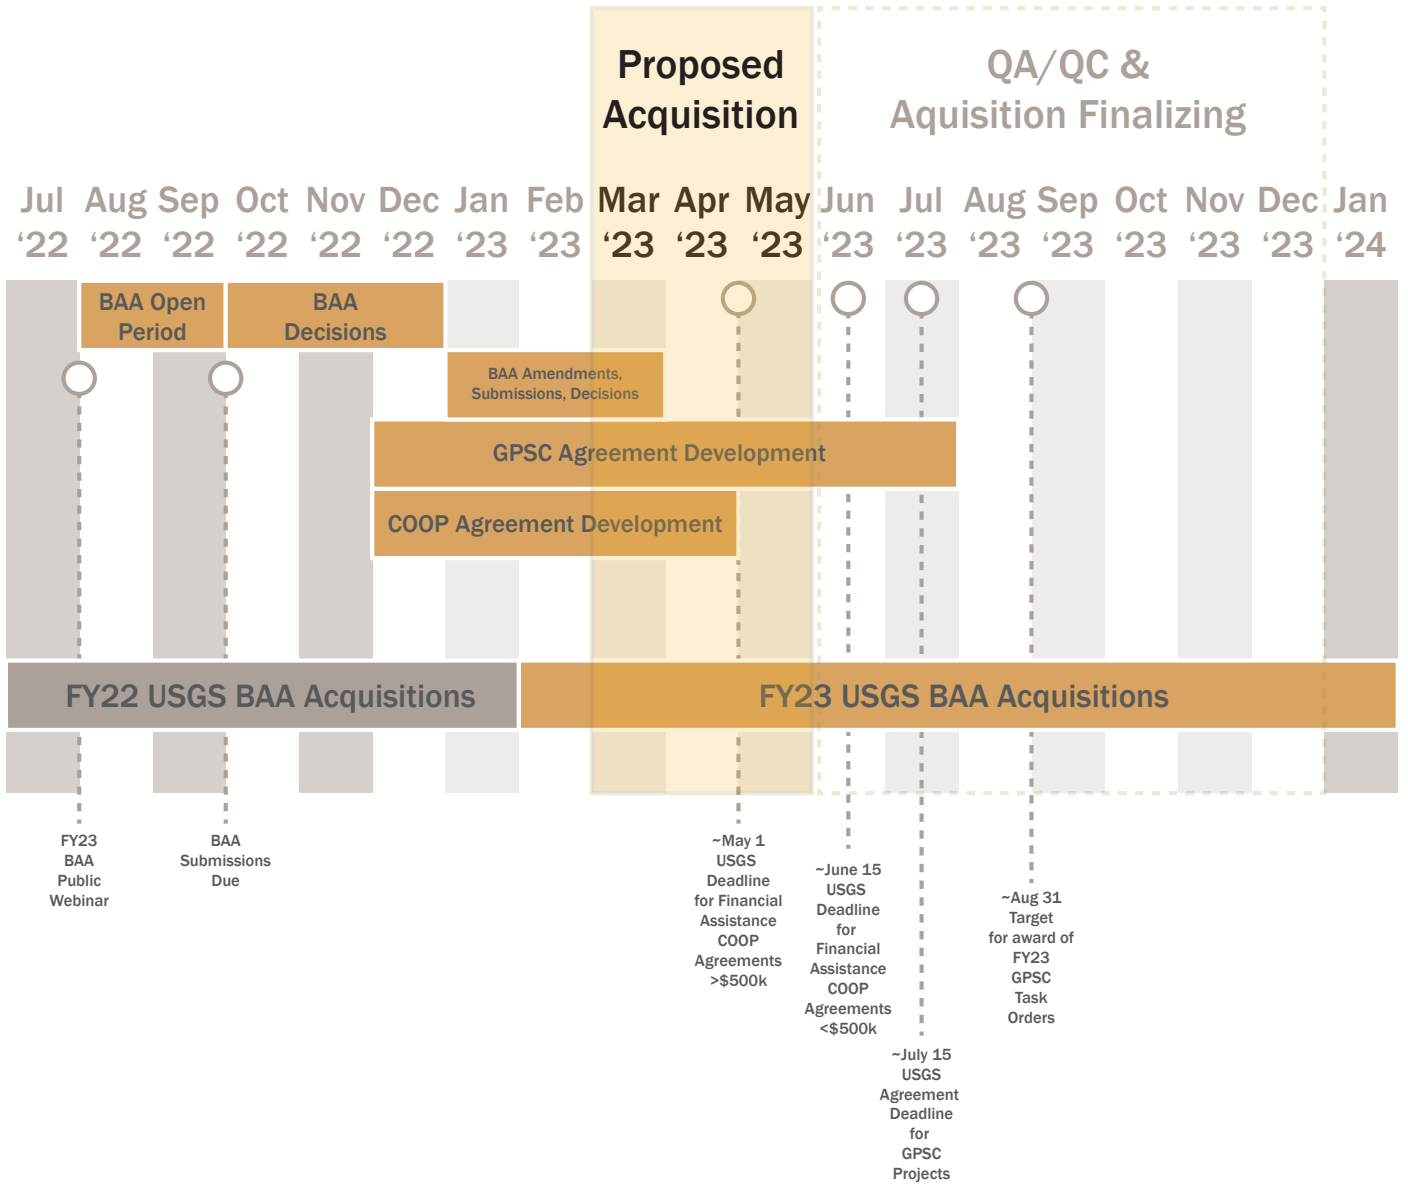 Proposed
Acquisition
QA/QC &
Aquisition Finalizing
Jul Aug Sep Oct Nov Dec Jan Feb Mar Apr May Jun Jul Aug Sep Oct Nov Dec Jan
‘22 ‘22 ‘22 ‘22 ‘22 ‘22 ‘23 ‘23 ‘23 ‘23 ‘23 ‘23 ‘23 ‘23 ‘23 ‘23 ‘23 ‘23 ‘24
BAA Open
Period
BAA
Decisions
BAA Amendments,
Submissions, Decisions
GPSC Agreement Development
COOP Agreement Development
FY22 USGS BAA Acquisitions
FY23 USGS BAA Acquisitions
FY23
BAA
Public
Webinar
BAA
Submissions
Due
~May 1
USGS
Deadline
for Financial
Assistance
COOP
Agreements
>$500k
~June 15
USGS
Deadline
for
Financial
Assistance
COOP
Agreements
<$500k
~July 15
USGS
Agreement
Deadline
for
GPSC
Projects
~Aug 31
Target
for award of
FY23
GPSC
Task
Orders